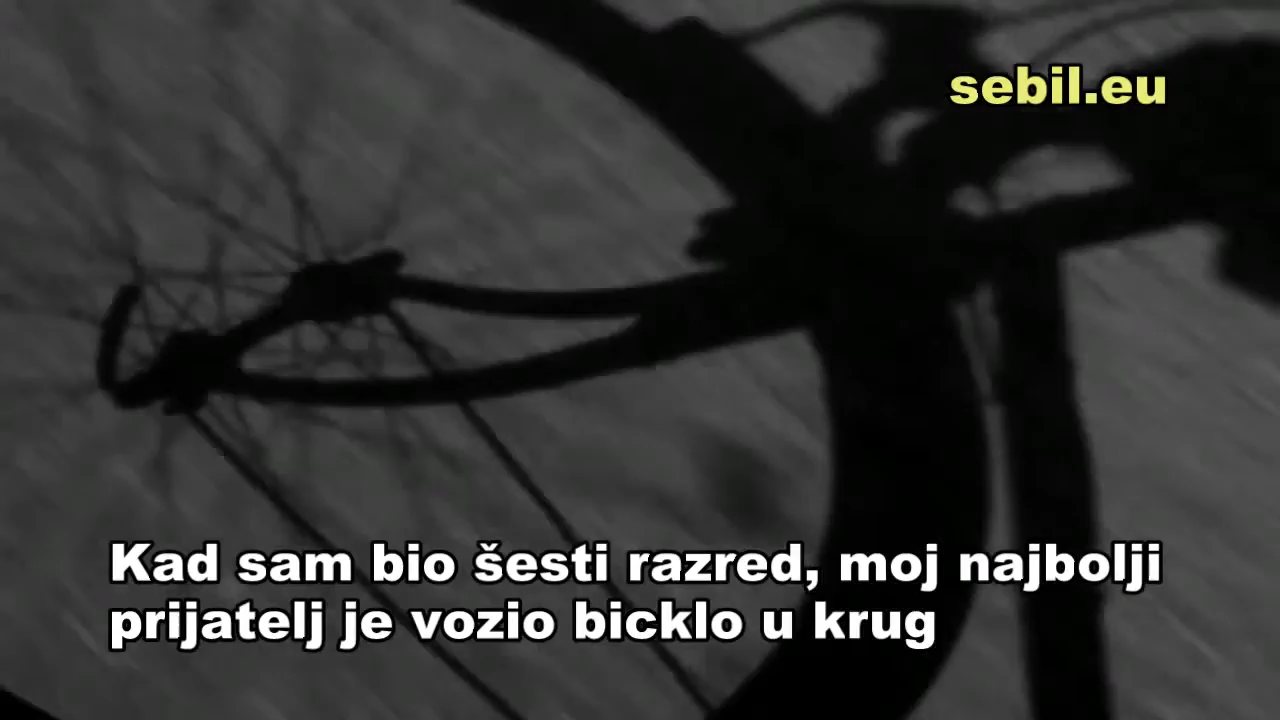 sebil.eu
Kad sam bio šesti razred, moj najbolji
prijatelj je vozio bicklo u krug